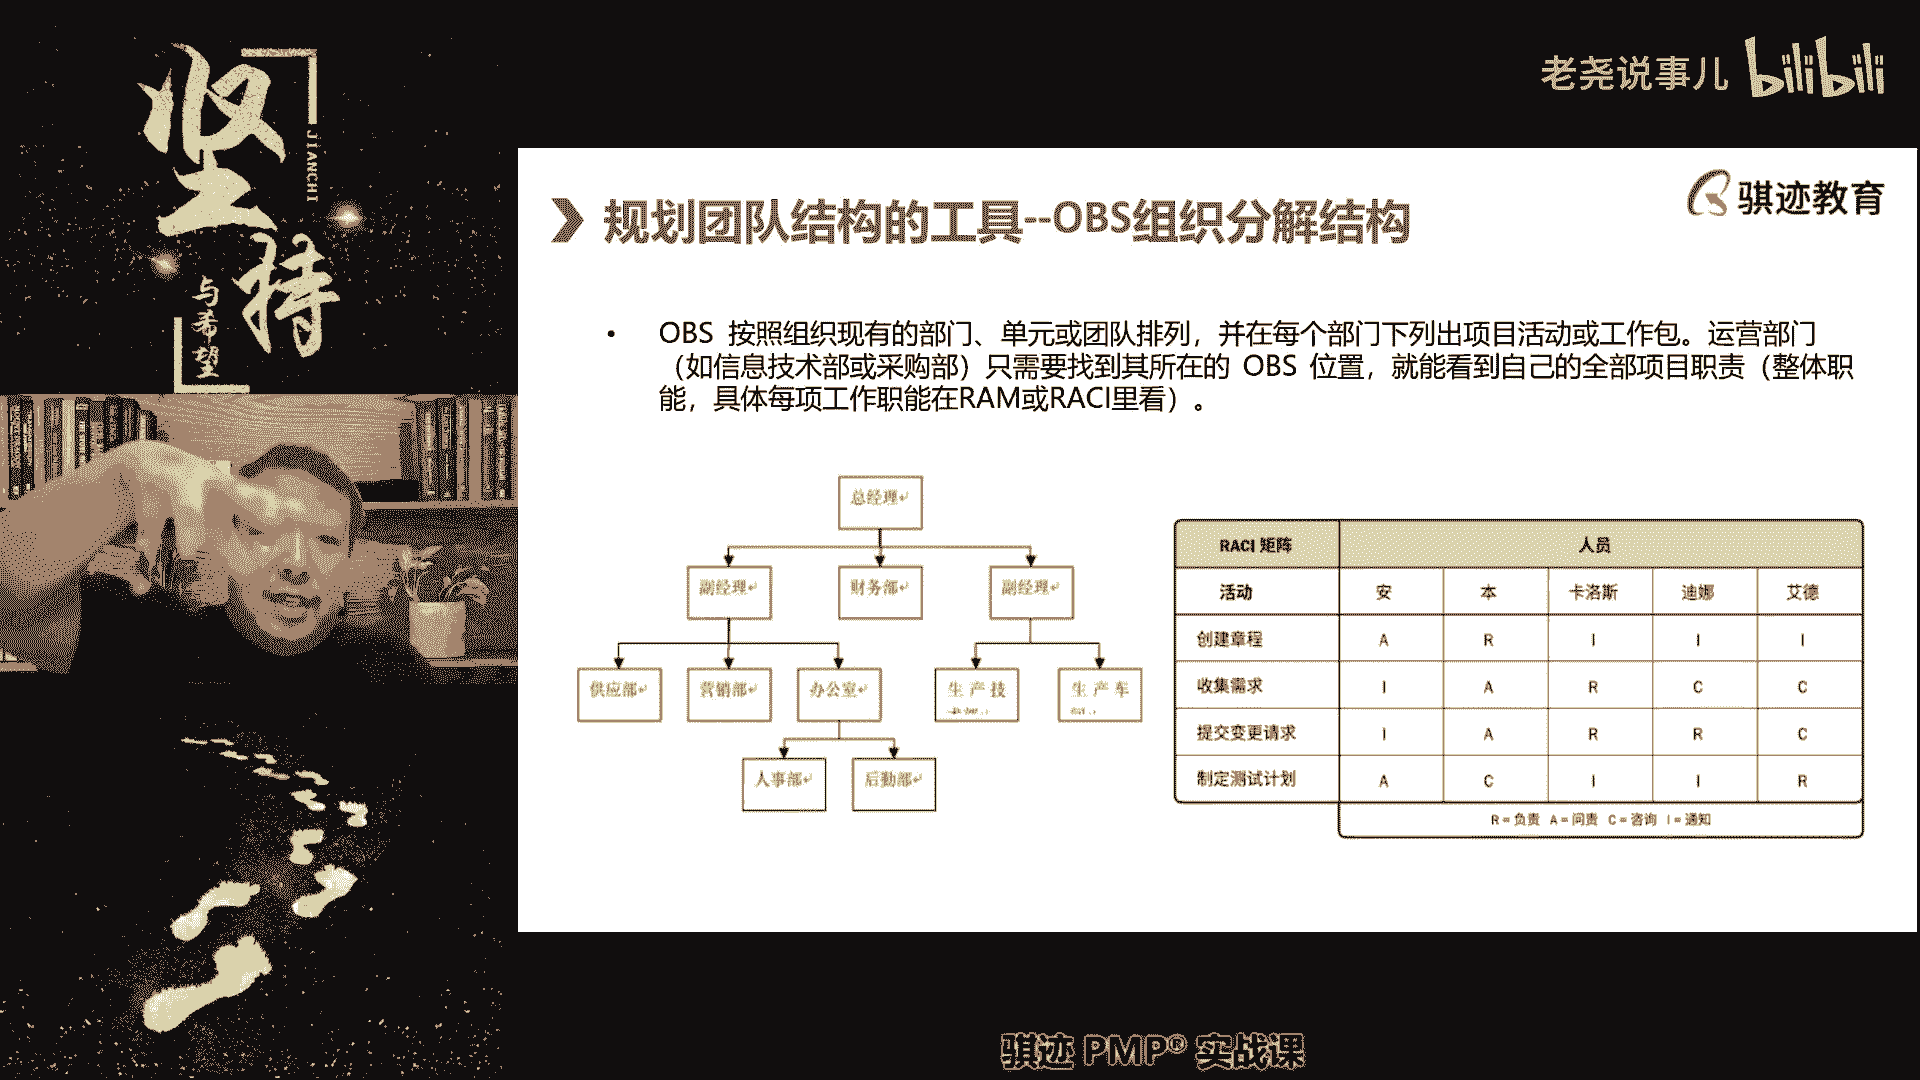 坚持
JIANCHI
与希望
老尧说事儿 bilibili
骐迹教育
规划团队结构的工具--OBS组织分解结构
• OBS 按照组织现有的部门、单元或团队排列，并在每个部门下列出项目活动或工作包。运营部门
（如信息技术部或采购部）只需要找到其所在的 OBS 位置，就能看到自己的全部项目职责（整体职
能，具体每项工作职能在RAM或RACI里看）。
总经理
副经理 财务部 副经理
供应部 营销部 办公室 生产技 生产车
人事部 后勤部
RACI 矩阵 人员
活动 安 本 卡洛斯 迪娜 艾德
创建章程 A R I I I
收集需求 I A R C C
提交变更请求 I A R R C
制定测试计划 A C I I R
R = 负责 A = 问责 C = 咨询 I = 通知
骐迹 PMP® 实战课